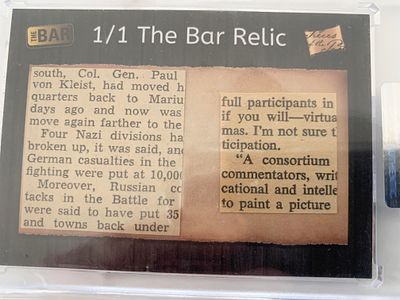 THE BAR
1/1 The Bar Relic
Pieces
of the Past
south, Col. Gen. Paul
von Kleist, had moved h
quarters back to Mariu
days ago and now was
move again farther to the
Four Nazi divisions ha
broken up, it was said, and
German casualties in the
fighting were put at 10,000
Moreover, Russian co
tacks in the Battle for
were said to have put 35
and towns back under
full participants in
if you will—virtua
mas. I'm not sure t
ticipation.
"A consortium
commentators, writ
cational and intelle
to paint a picture